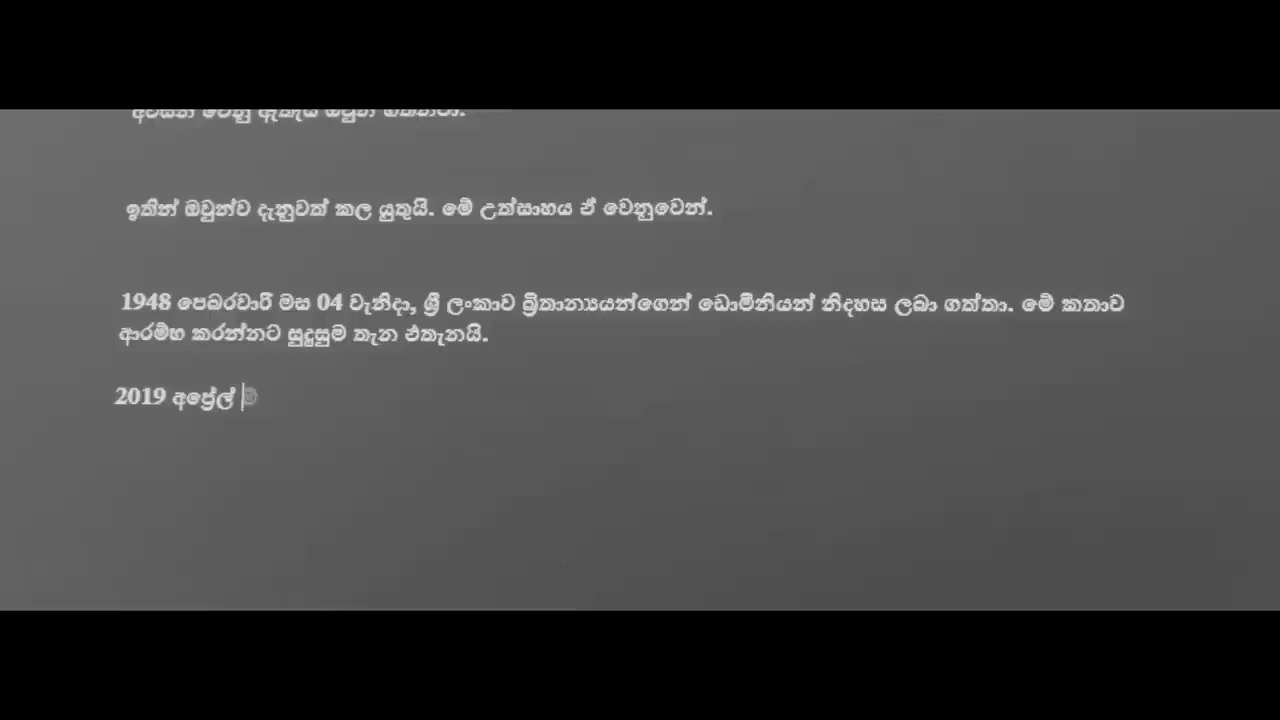 ඉතින් ඔවුන්ව දැනුවත් කල යුතුයි. මේ උත්සාහය ඒ වෙනුවෙන්.
1948 පෙබරවාරි මස 04 වැනිදා, ශ්‍රී ලංකාව බ්‍රිතාන්‍යයන්ගෙන් ඩොමීනියන් නිදහස ලබා ගත්තා. මේ කතාව
ආරම්භ කරන්නට සුදුසුම තැන එතැනයි.
2019 අප්‍රේල්